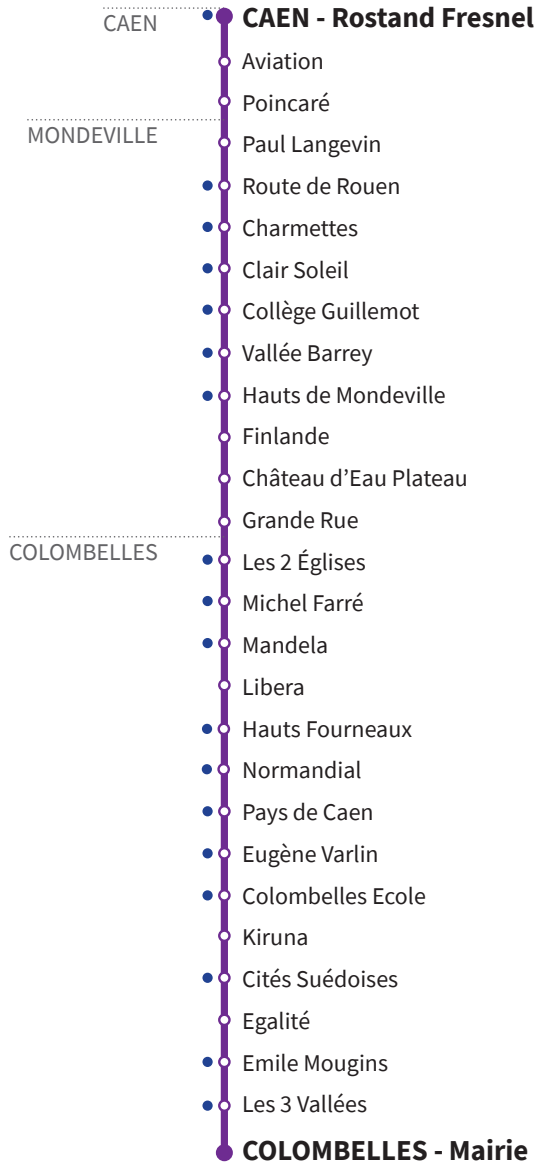 CAEN
CAEN - Rostand Fresnel
Aviation
Poincaré
MONDEVILLE
Paul Langevin
Route de Rouen
Charmettes
Clair Soleil
Collège Guillemot
Vallée Barrey
Hauts de Mondeville
Finlande
Château d’Eau Plateau
Grande Rue
COLOMBELLES
Les 2 Églises
Michel Farré
Mandela
Libera
Hauts Fourneaux
Normandial
Pays de Caen
Eugène Varlin
Colombelles Ecole
Kiruna
Cités Suédoises
Egalité
Emile Mougins
Les 3 Vallées
COLOMBELLES - Mairie